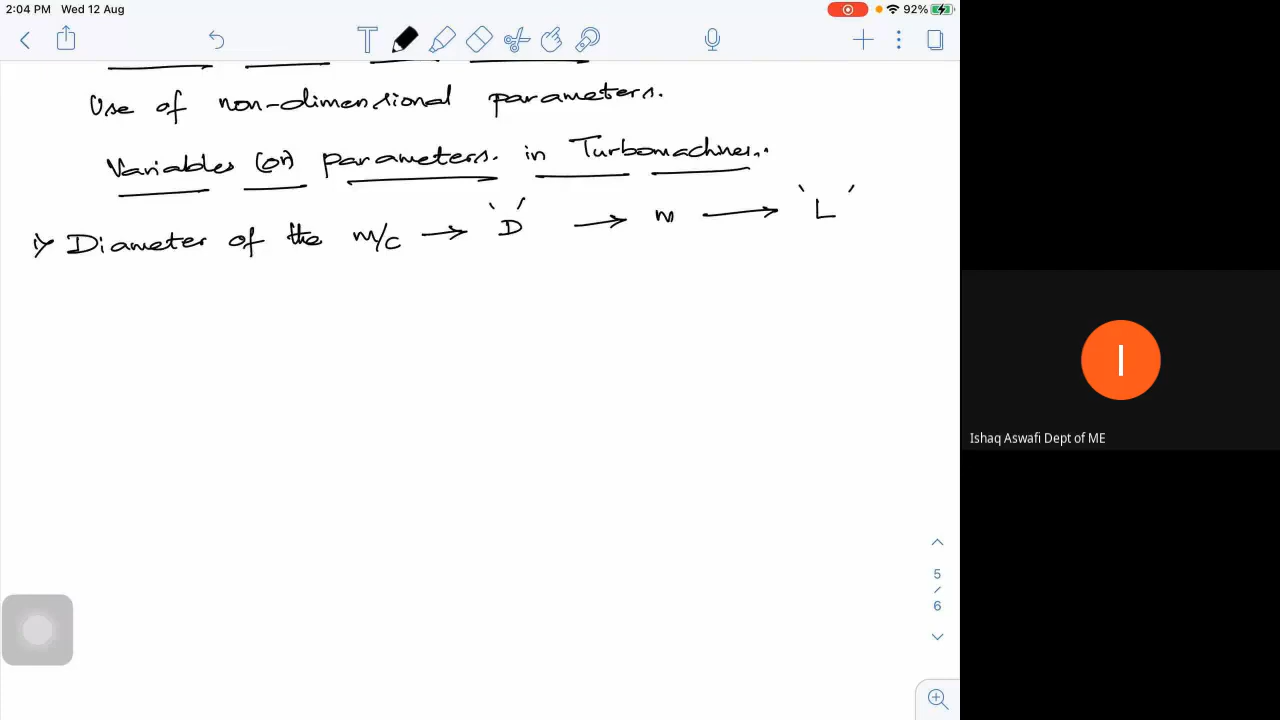 2:04 PM Wed 12 Aug 92%
Use of non-dimensional parameters.
Variables (or) parameters. in Turbomachines.
1> Diameter of the m/c → 'D' → m → 'L'
I
Ishaq Aswafi Dept of ME
5
/
6